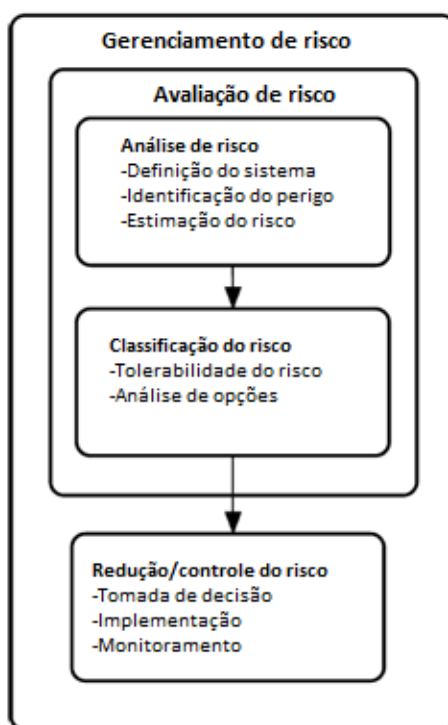 Gerenciamento de risco
Avaliação de risco
Análise de risco
-Definição do sistema
-Identificação do perigo
-Estimação do risco
Classificação do risco
-Tolerabilidade do risco
-Análise de opções
Redução/controle do risco
-Tomada de decisão
-Implementação
-Monitoramento